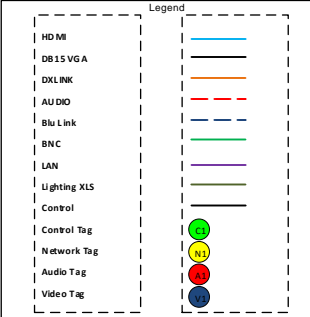 Legend
HDMI
DB15 VGA
DXLINK
AUDIO
Blu Link
BNC
LAN
Lighting XLS
Control
Control Tag C1
Network Tag N1
Audio Tag A1
Video Tag V1